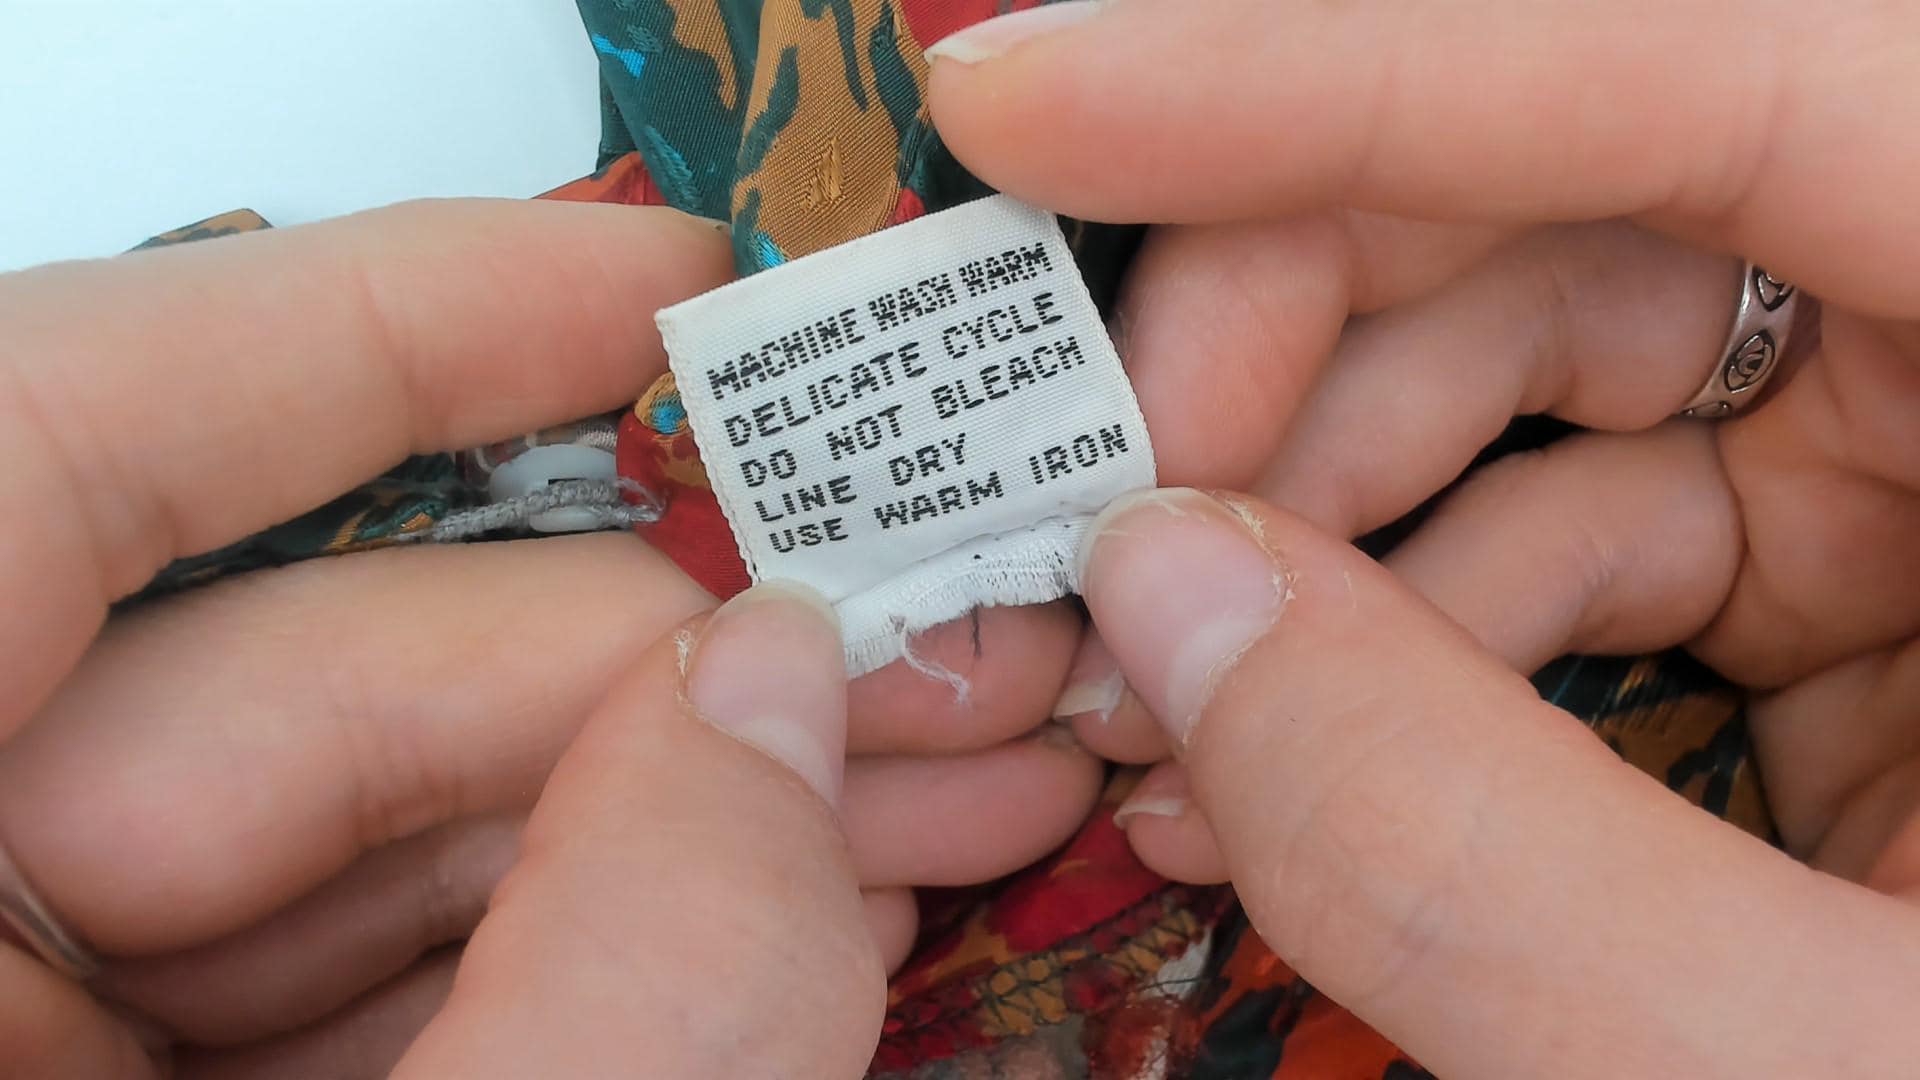 MACHINE WASH WARM
DELICATE CYCLE
DO NOT BLEACH
LINE DRY
USE WARM IRON